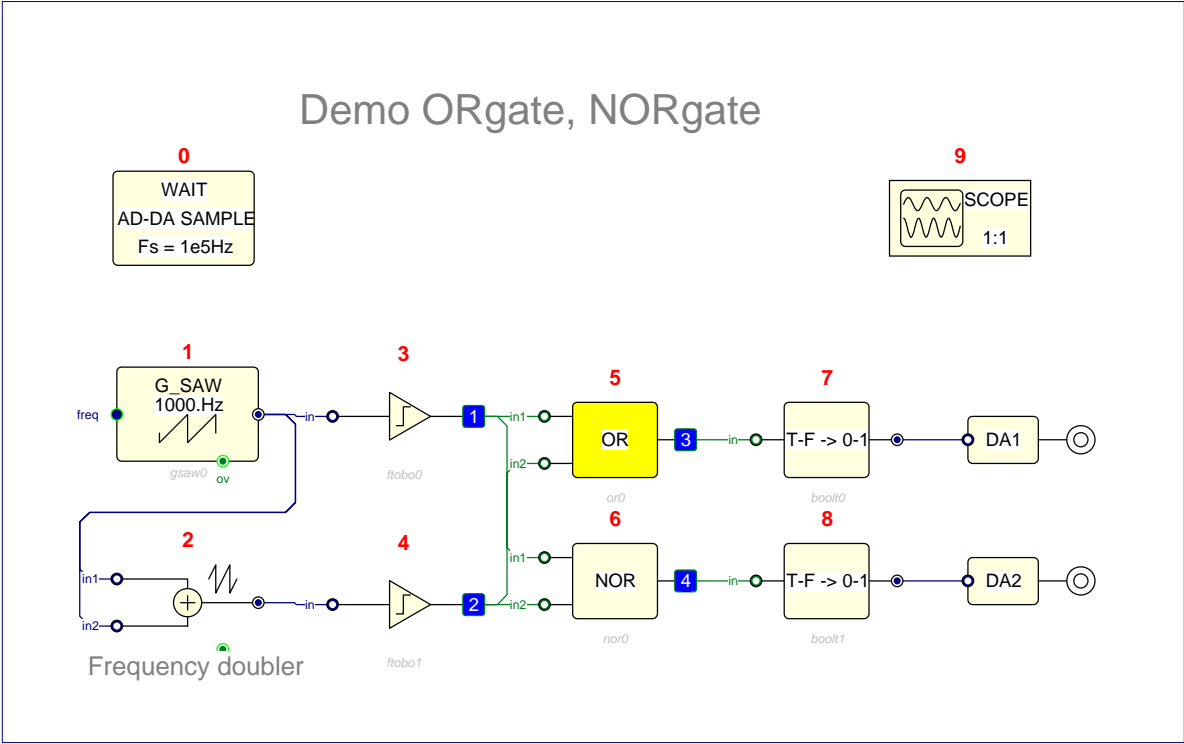 Demo ORgate, NORgate
0
9
WAIT
AD-DA SAMPLE
Fs = 1e5Hz
SCOPE
1:1
1
3
5
7
G_SAW
1000.Hz
freq
in
1
in1
in2
OR
3
in
T-F -> 0-1
DA1
gsaw0
ov
ftobo0
or0
boolt0
2
4
6
8
in1
in2
in
2
in1
in2
NOR
4
in
T-F -> 0-1
DA2
nor0
boolt1
Frequency doubler
ftobo1